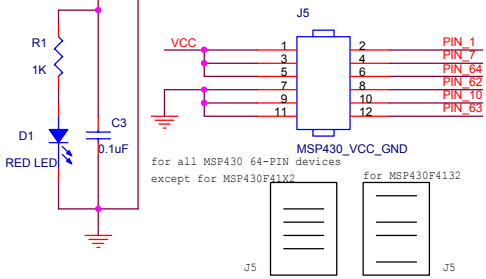 J5
R1
1K
VCC
1
2
PIN_1
3
4
PIN_7
5
6
PIN_64
7
8
PIN_62
9
10
PIN_10
11
12
PIN_63
C3
0.1uF
D1
RED LED
MSP430_VCC_GND
for all MSP430 64-PIN devices
except for MSP430F41X2
for MSP430F4132
J5
J5